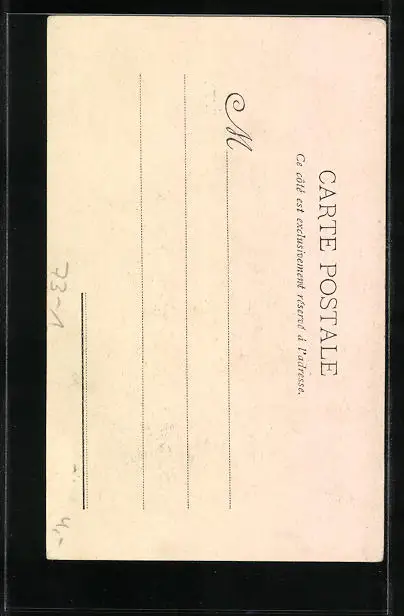 CARTE POSTALE
Ce côté est exclusivement réservé à l'adresse.
M
73~1
4,-